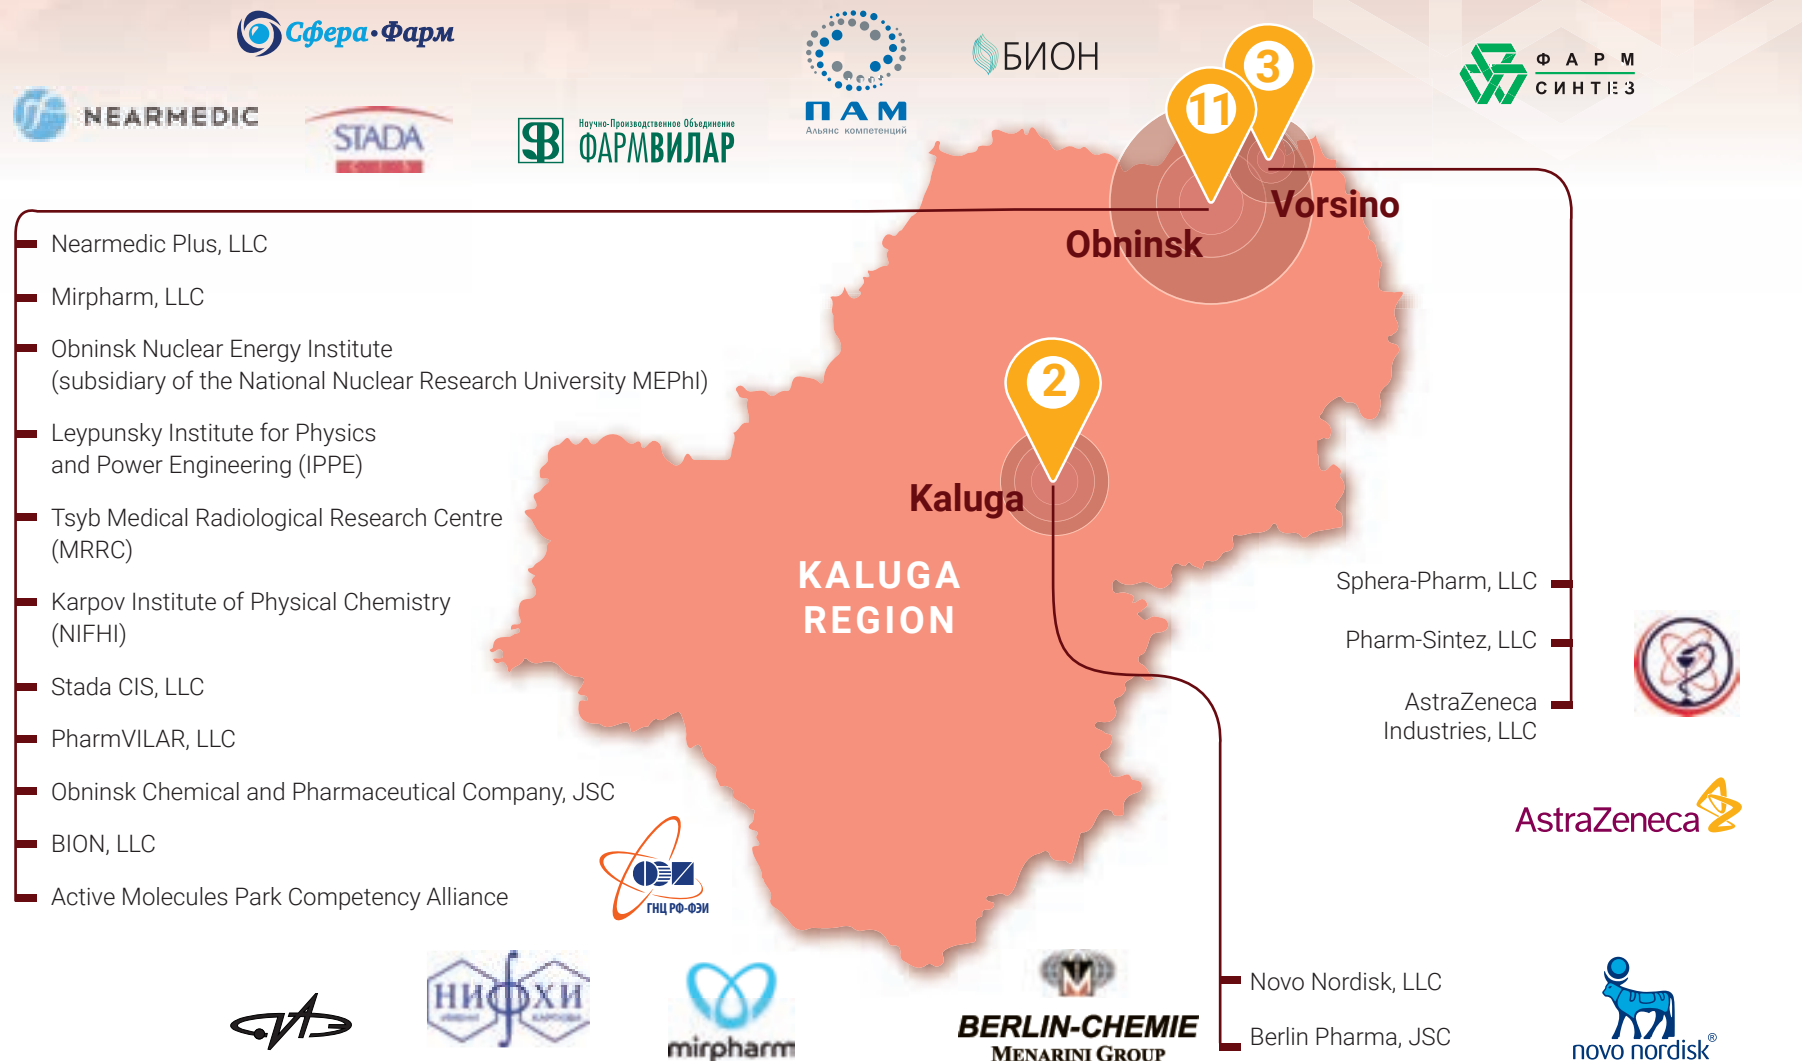 Сфера•Фарм
NEARMEDIC
STADA
Научно-Производственное Объединение
ФАРМВИЛАР
ПАМ
Альянс компетенций
БИОН
11
3
ФАРМ
СИНТЕЗ
Vorsino
Obninsk
Nearmedic Plus, LLC
Mirpharm, LLC
Obninsk Nuclear Energy Institute
(subsidiary of the National Nuclear Research University MEPhI)
Leypunsky Institute for Physics
and Power Engineering (IPPE)
Tsyb Medical Radiological Research Centre
(MRRC)
Karpov Institute of Physical Chemistry
(NIFHI)
Stada CIS, LLC
PharmVILAR, LLC
Obninsk Chemical and Pharmaceutical Company, JSC
BION, LLC
Active Molecules Park Competency Alliance
2
Kaluga
KALUGA
REGION
Sphera-Pharm, LLC
Pharm-Sintez, LLC
AstraZeneca
Industries, LLC
AstraZeneca
ФЭИ
ГНЦ РФ-ФЭИ
НИФХИ
ИМЕНИ КАРПОВА
mirpharm
BERLIN-CHEMIE
MENARINI GROUP
Novo Nordisk, LLC
Berlin Pharma, JSC
novo nordisk®